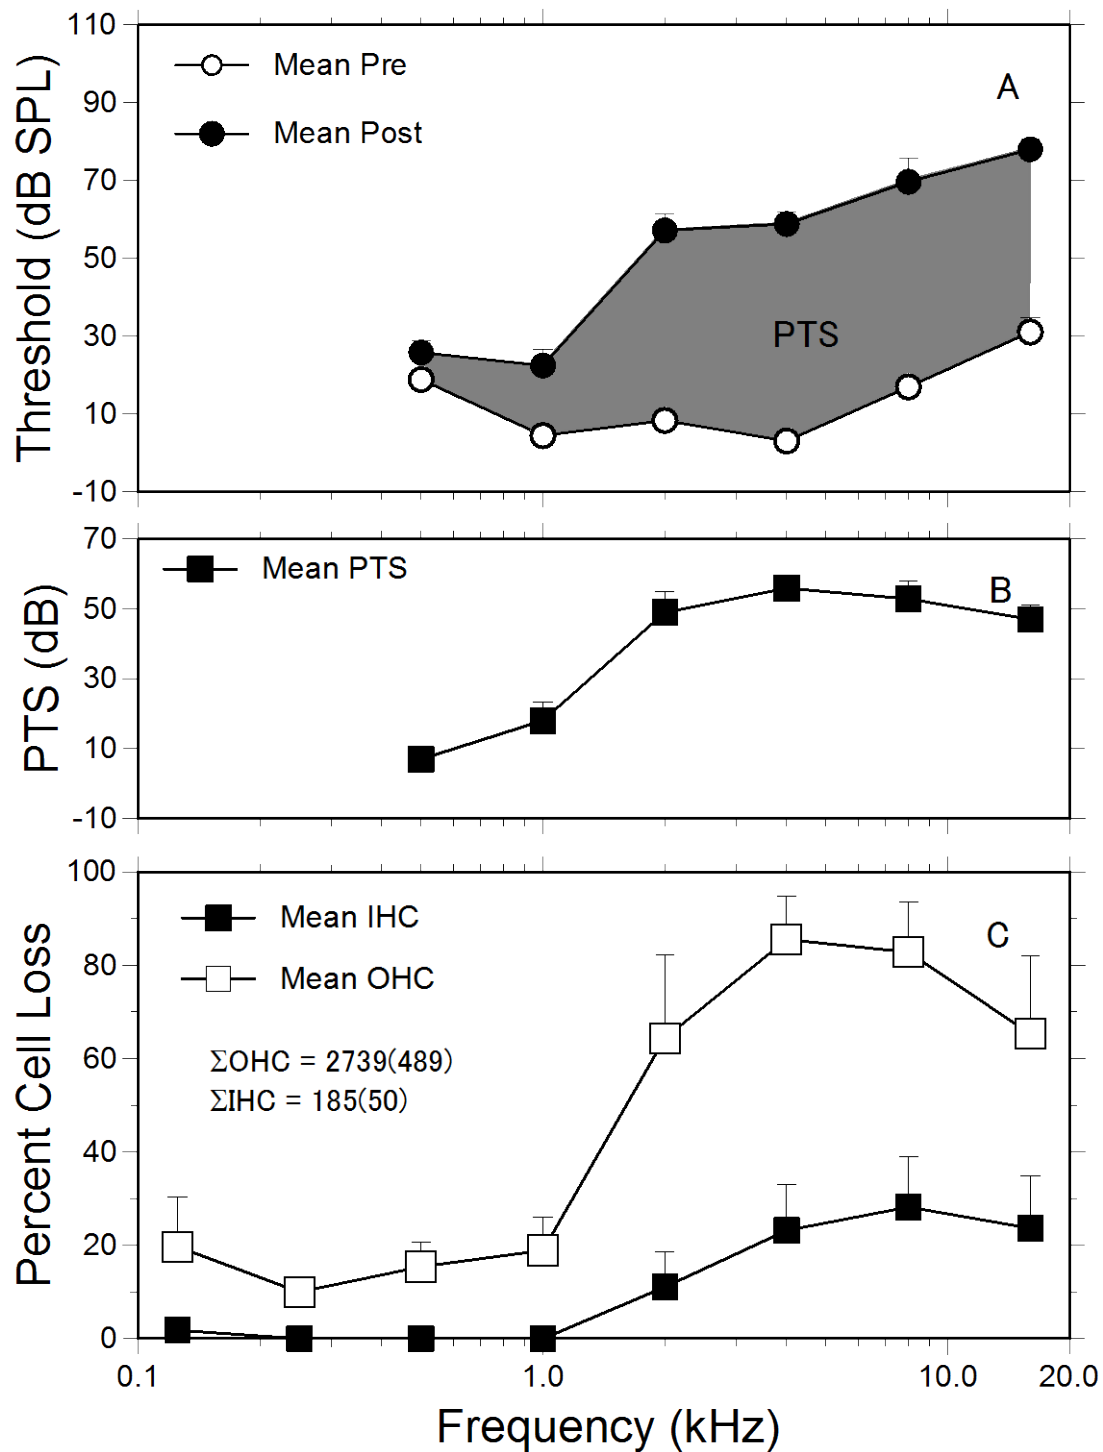 110
90
70
50
30
10
-10
Threshold (dB SPL)
Mean Pre
Mean Post
A
PTS
70
50
30
10
-10
PTS (dB)
Mean PTS
B
100
80
60
40
20
0
Percent Cell Loss
Mean IHC
Mean OHC
C
ΣOHC = 2739(489)
ΣIHC = 185(50)
0.1 1.0 10.0 20.0
Frequency (kHz)